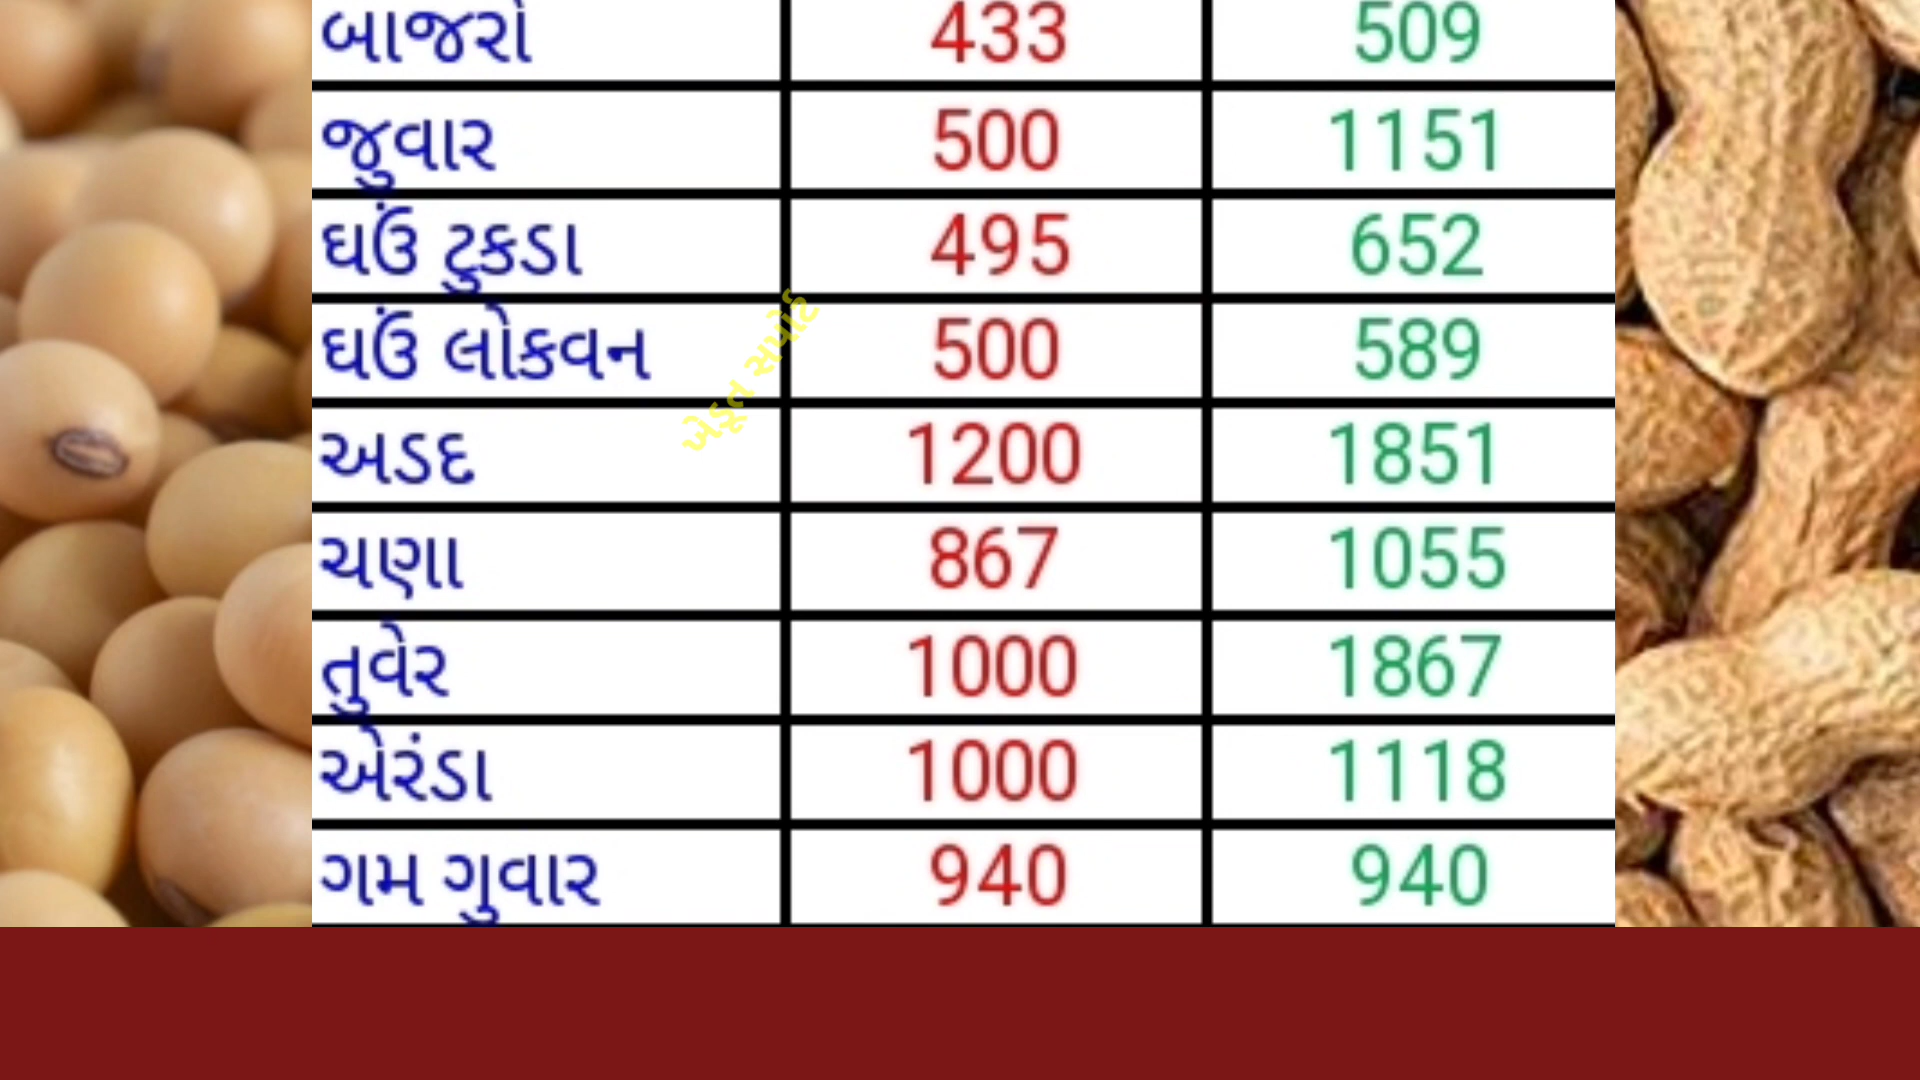 બાજરો 433 509
જુવાર 500 1151
ઘઉં ટુકડા 495 652
ઘઉં લોકવન 500 589
ખેડૂત સપોર્ટ
અડદ 1200 1851
ચણા 867 1055
તુવેર 1000 1867
એરંડા 1000 1118
ગમ ગુવાર 940 940